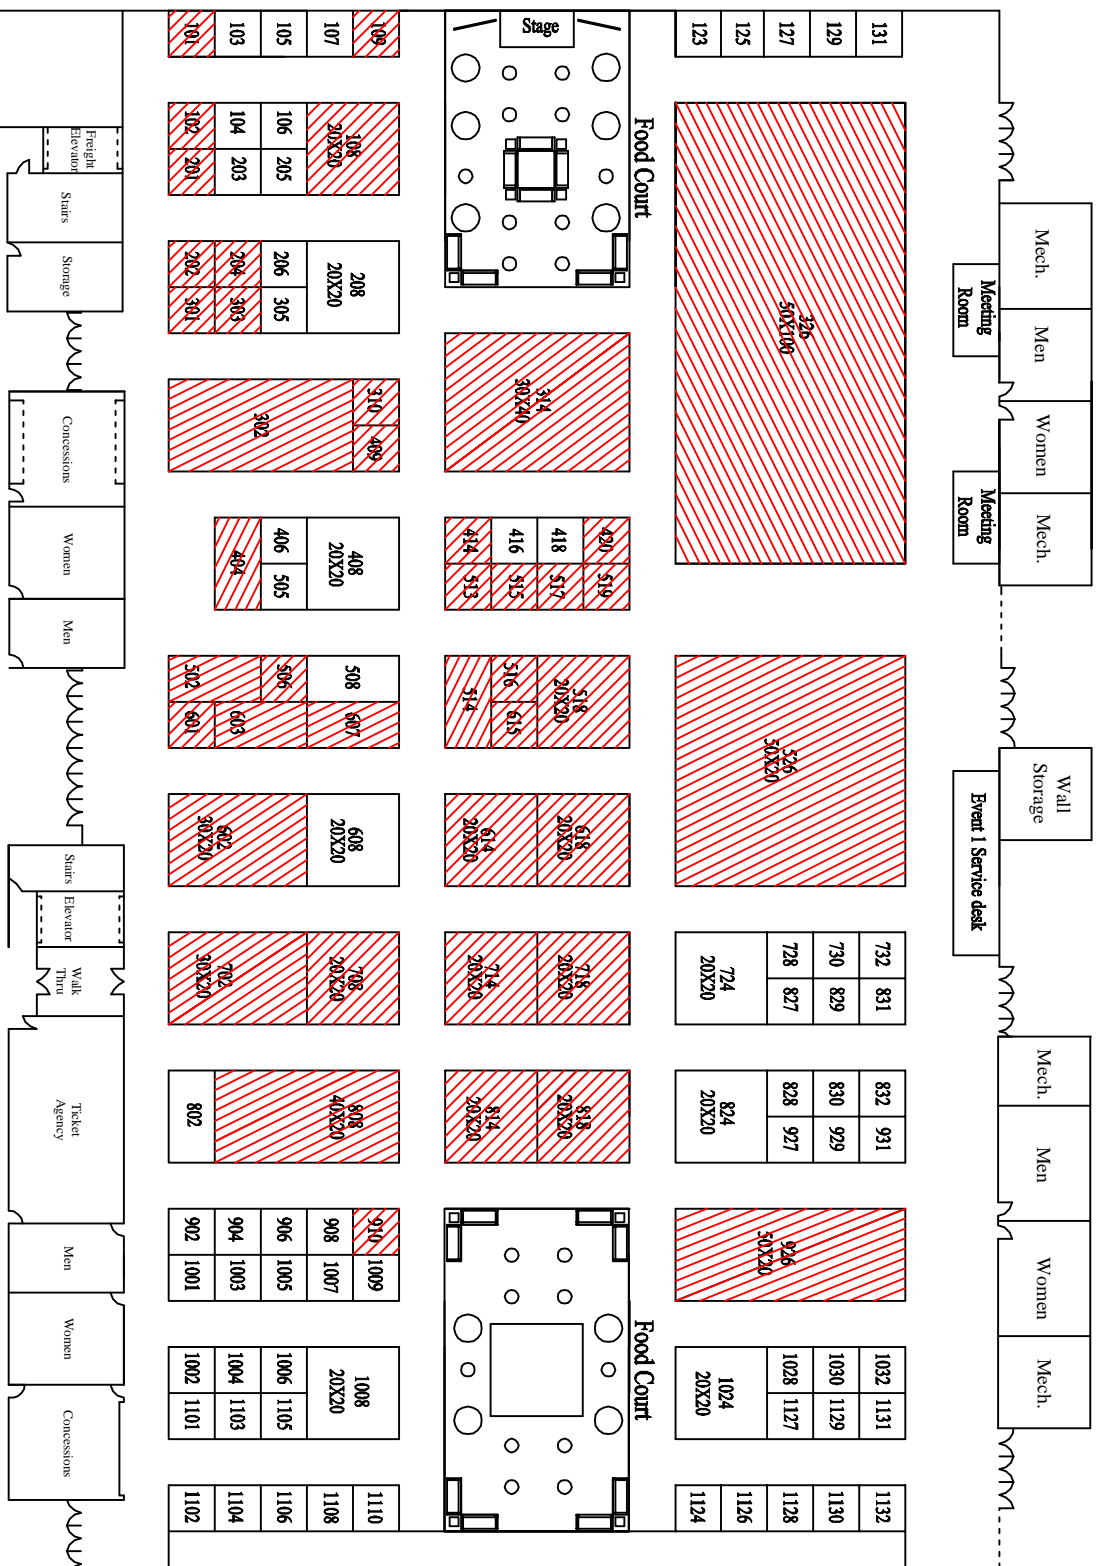 101
103
105
107
109
Stage
123
125
127
129
131
102
104
106
108
20X20
201
203
205
Food Court
326
50X100
Freight
Elevator
Stairs
Storage
Mech.
Men
Women
Mech.
Meeting
Room
Meeting
Room
202
204
206
208
20X20
301
303
305
314
30X40
302
310
409
Concessions
Women
Men
404
406
408
20X20
505
414
416
418
420
513
515
517
519
502
506
508
601
603
607
514
516
615
518
20X20
526
50X20
Wall
Storage
Event 1 Service desk
602
30X20
608
20X20
614
20X20
618
20X20
Stairs
Elevator
Walk
Thru
702
30X20
708
20X20
714
20X20
718
20X20
724
20X20
728
730
732
827
829
831
Ticket
Agency
802
808
40X20
814
20X20
818
20X20
824
20X20
828
830
832
927
929
931
Mech.
Men
Women
Mech.
902
904
906
908
910
1001
1003
1005
1007
1009
926
50X20
Men
Women
Concessions
Food Court
1002
1004
1006
1008
20X20
1101
1103
1105
1024
20X20
1028
1030
1032
1127
1129
1131
1102
1104
1106
1108
1110
1124
1126
1128
1130
1132